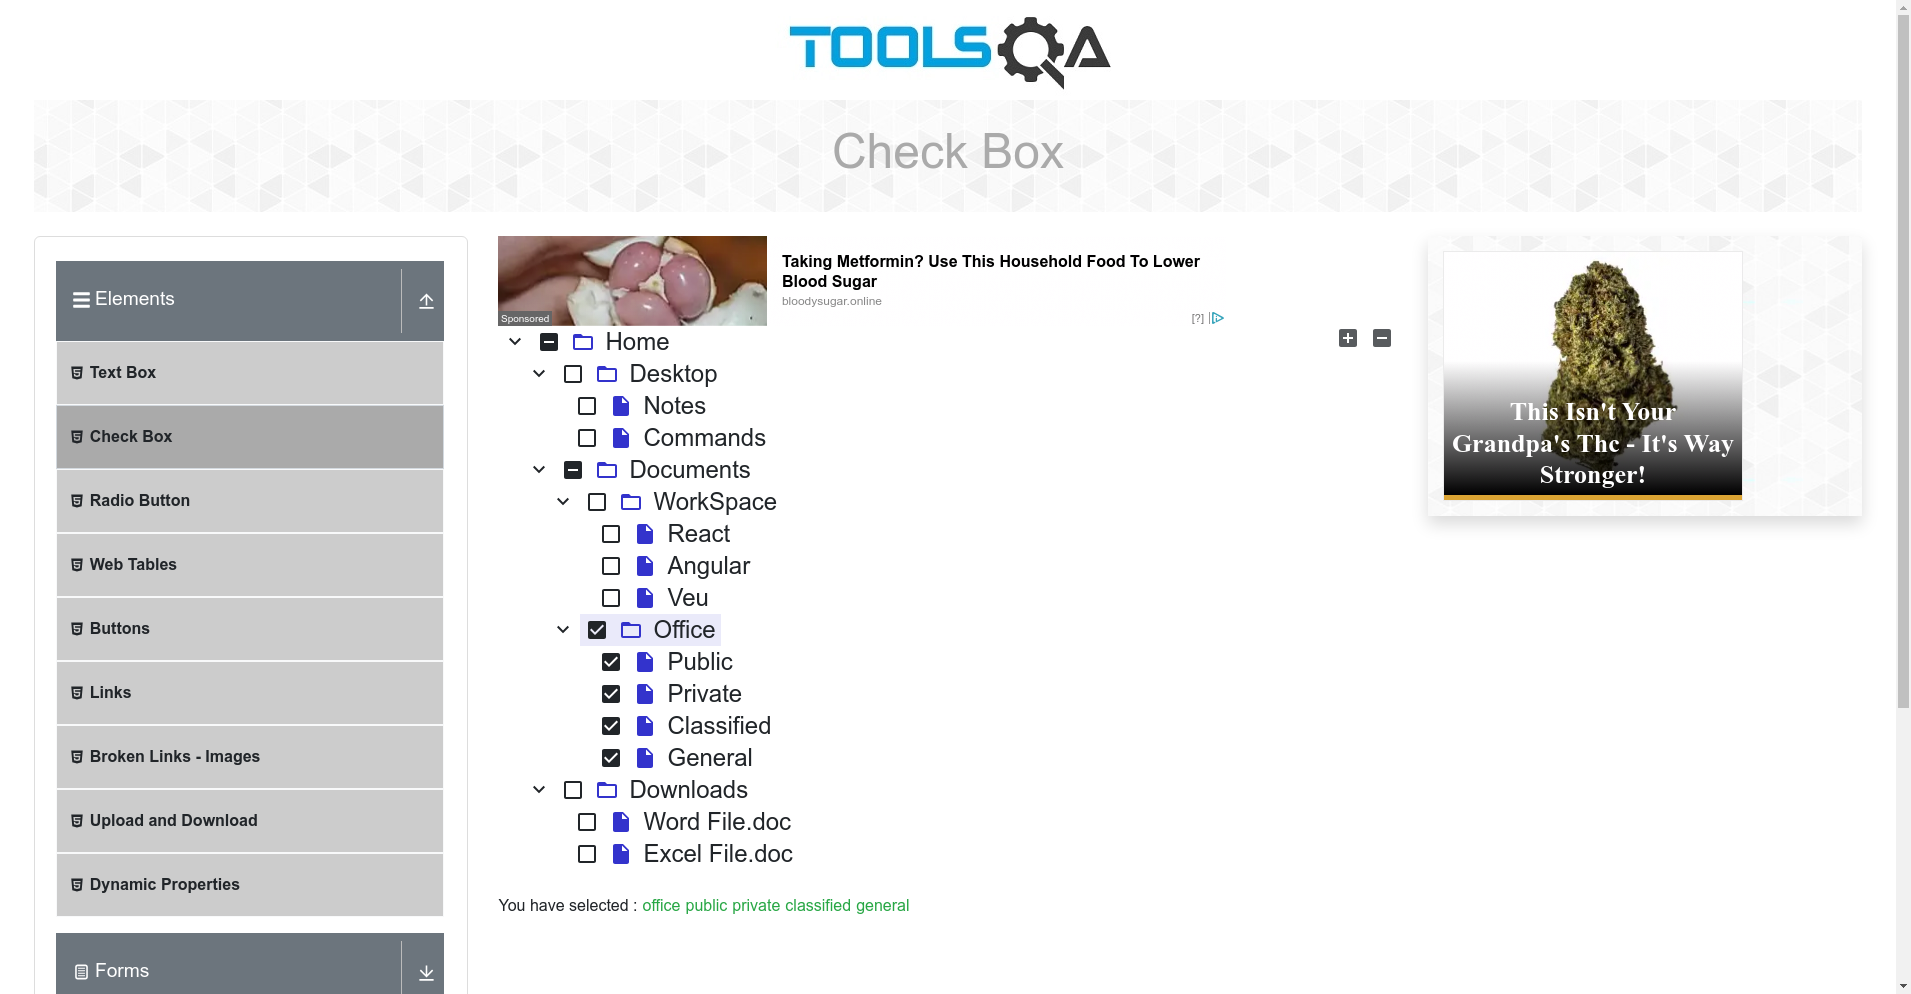 TOOLSQA
Check Box
Elements
Text Box
Check Box
Radio Button
Web Tables
Buttons
Links
Broken Links - Images
Upload and Download
Dynamic Properties
Forms
Sponsored
Taking Metformin? Use This Household Food To Lower
Blood Sugar
bloodysugar.online
[?]
Home
Desktop
Notes
Commands
Documents
WorkSpace
React
Angular
Veu
Office
Public
Private
Classified
General
Downloads
Word File.doc
Excel File.doc
You have selected : office public private classified general
This Isn't Your
Grandpa's Thc - It's Way
Stronger!